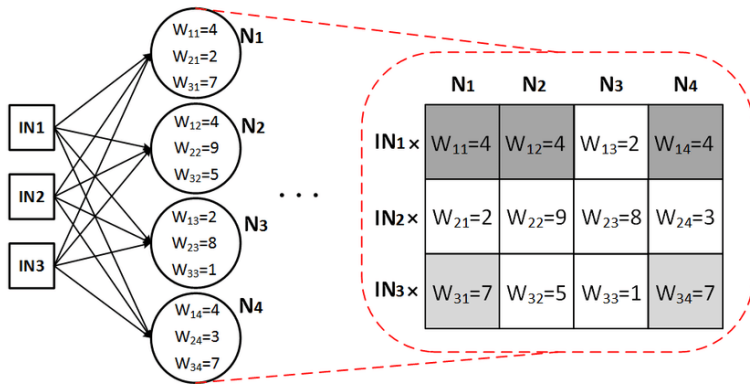 IN1
IN2
IN3
W11=4
W21=2
W31=7
N1
W12=4
W22=9
W32=5
N2
W13=2
W23=8
W33=1
N3
W14=4
W24=3
W34=7
N4
. . .
N1 N2 N3 N4
IN1× W11=4 W12=4 W13=2 W14=4
IN2× W21=2 W22=9 W23=8 W24=3
IN3× W31=7 W32=5 W33=1 W34=7